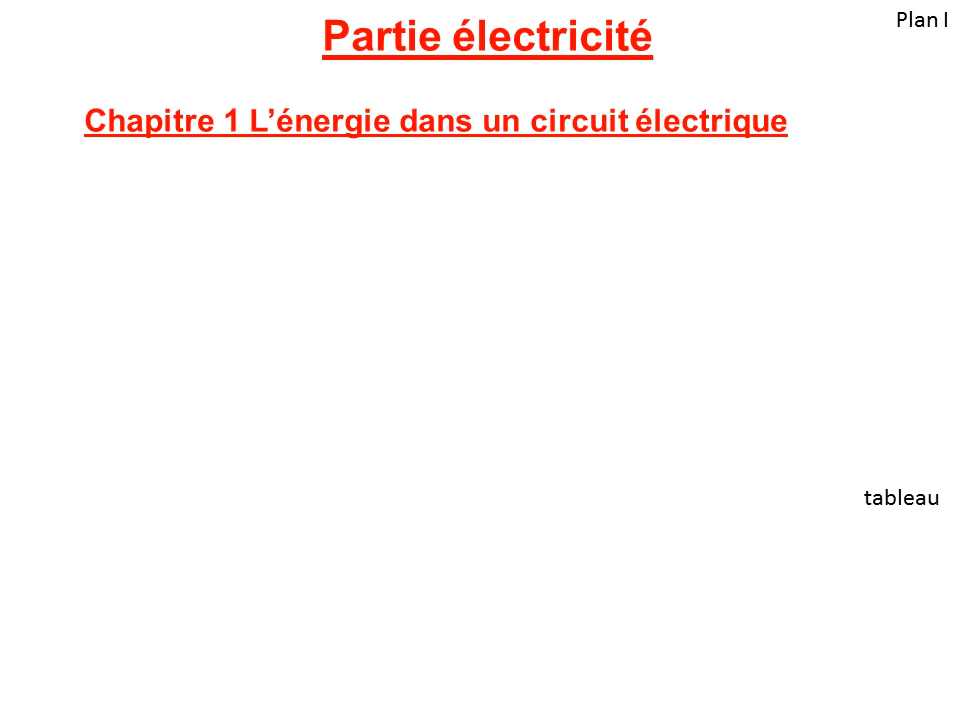 Plan I
Partie électricité
Chapitre 1 L’énergie dans un circuit électrique
tableau